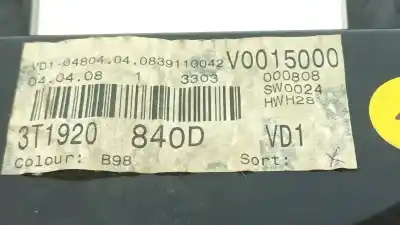 VD1-04804.04.0839110042 V0015000
04.04.08 1 3303 000808
SW0024
HWH28
3T1920 840D VD1
Colour: B98 Sort: X